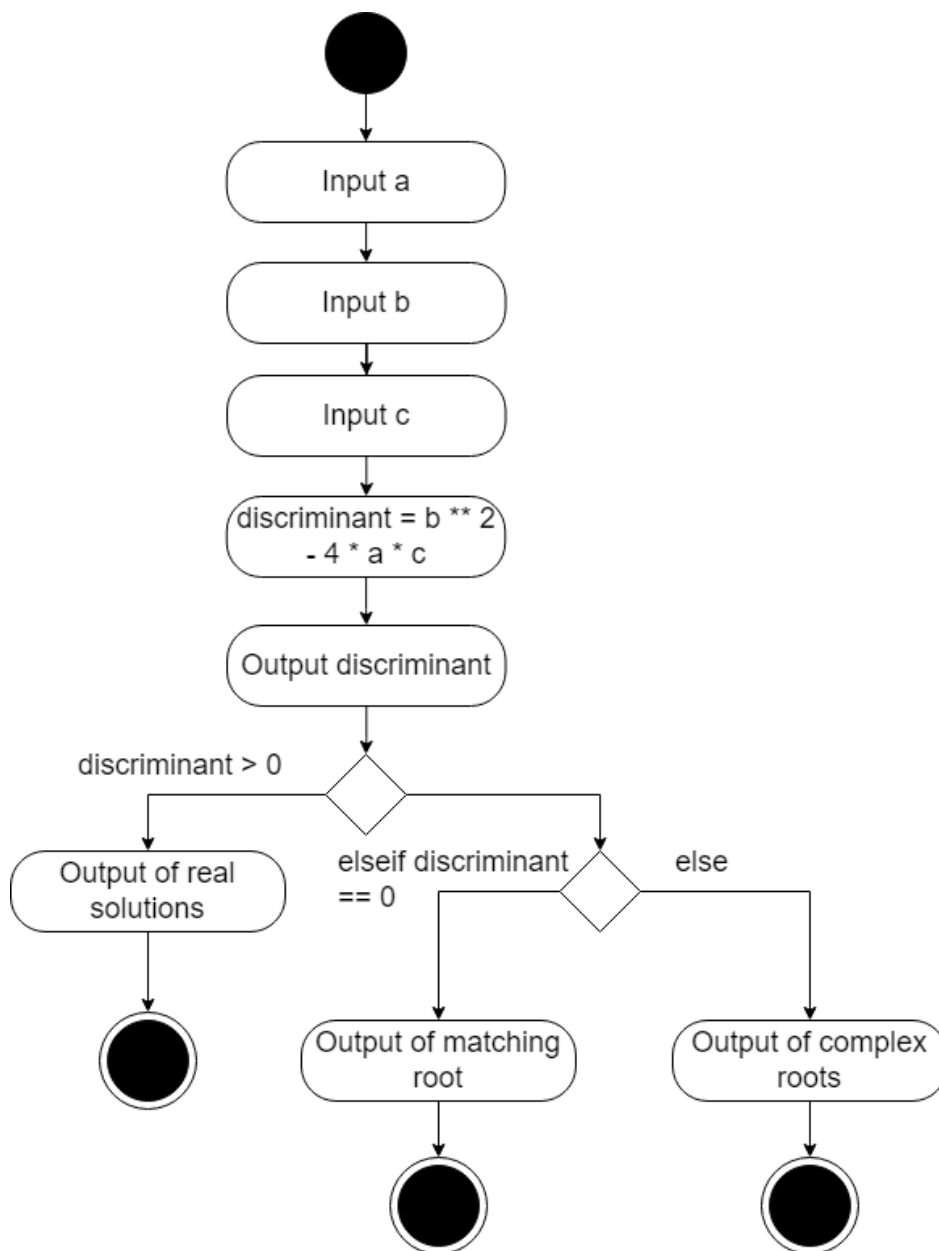 Input a
Input b
Input c
discriminant = b ** 2
- 4 * a * c
Output discriminant
discriminant > 0
Output of real
solutions
elseif discriminant
== 0
else
Output of matching
root
Output of complex
roots